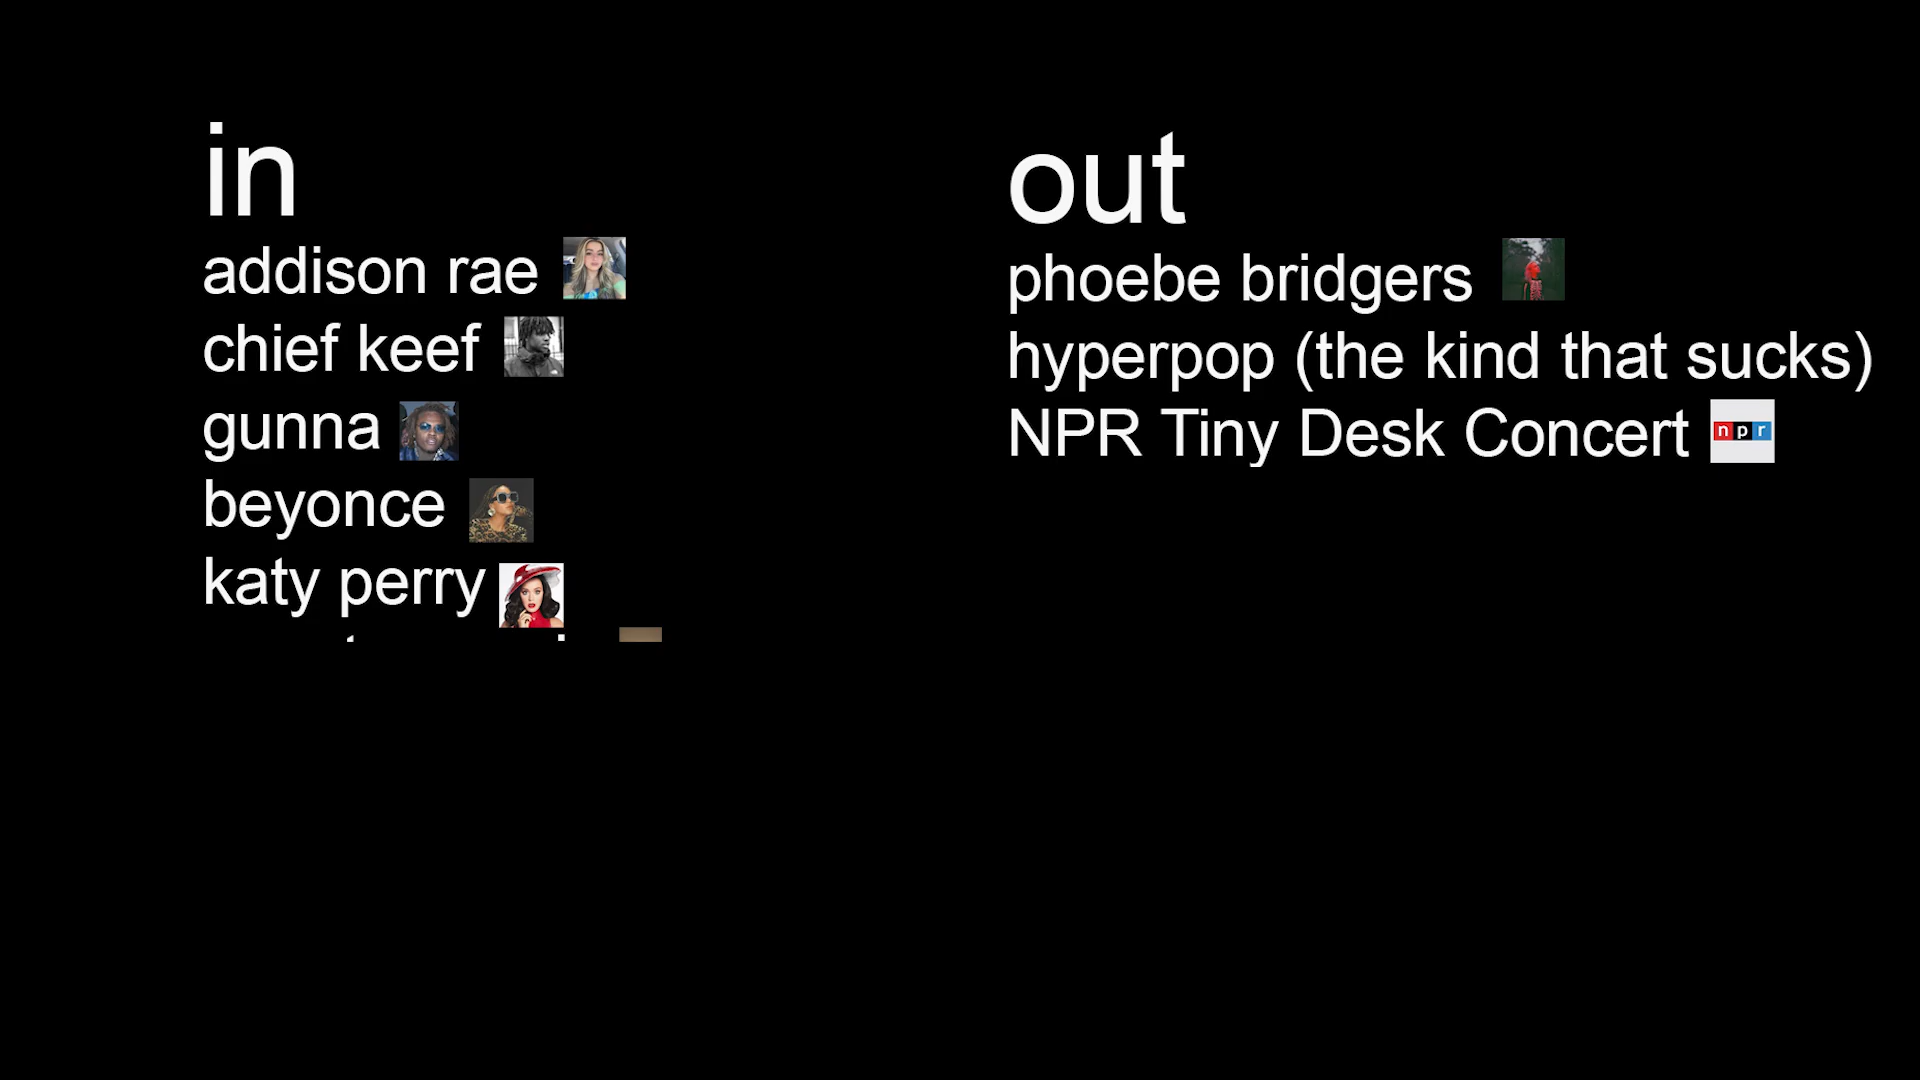 in
addison rae
chief keef
gunna
beyonce
katy perry
out
phoebe bridgers
hyperpop (the kind that sucks)
NPR Tiny Desk Concert
npr